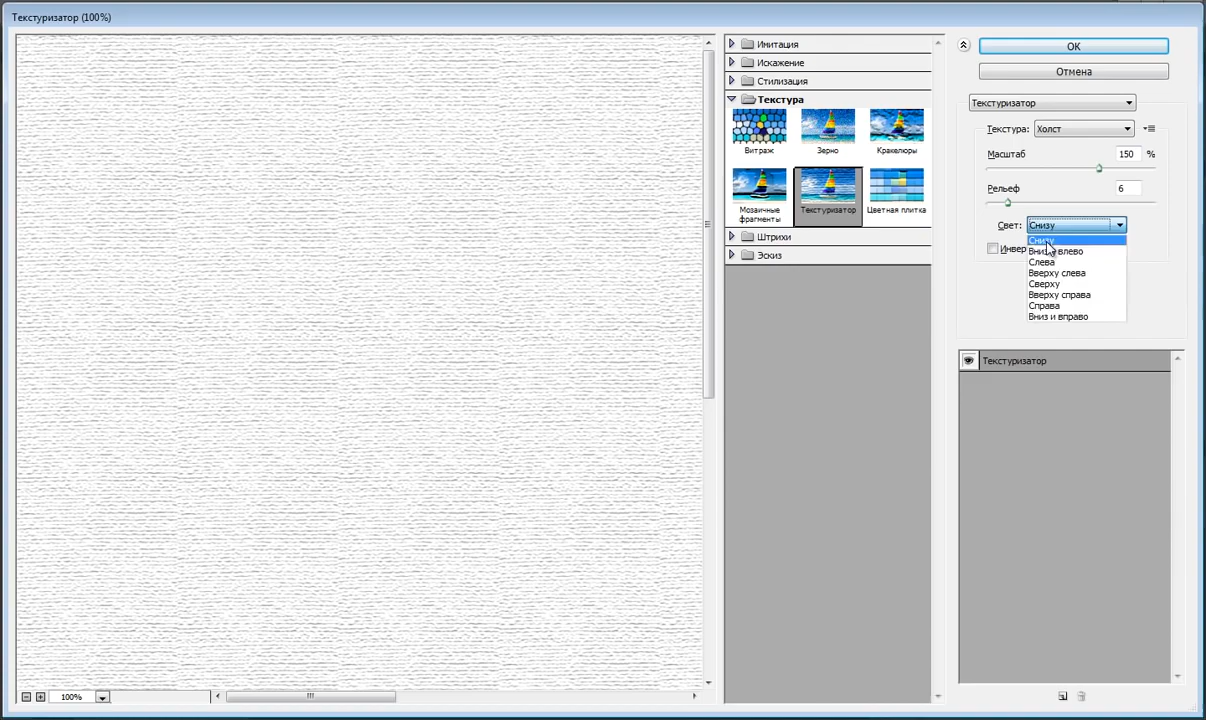 Текстуризатор (100%)
Имитация
Искажение
Стилизация
Текстура
Витраж
Зерно
Кракелюры
Мозаичные фрагменты
Текстуризатор
Цветная плитка
Штрихи
Эскиз
100%
OK
Отмена
Текстуризатор
Текстура: Холст
Масштаб 150 %
Рельеф 6
Свет: Снизу
Инвер
Снизу
Вниз и влево
Слева
Вверху слева
Сверху
Вверху справа
Справа
Вниз и вправо
Текстуризатор